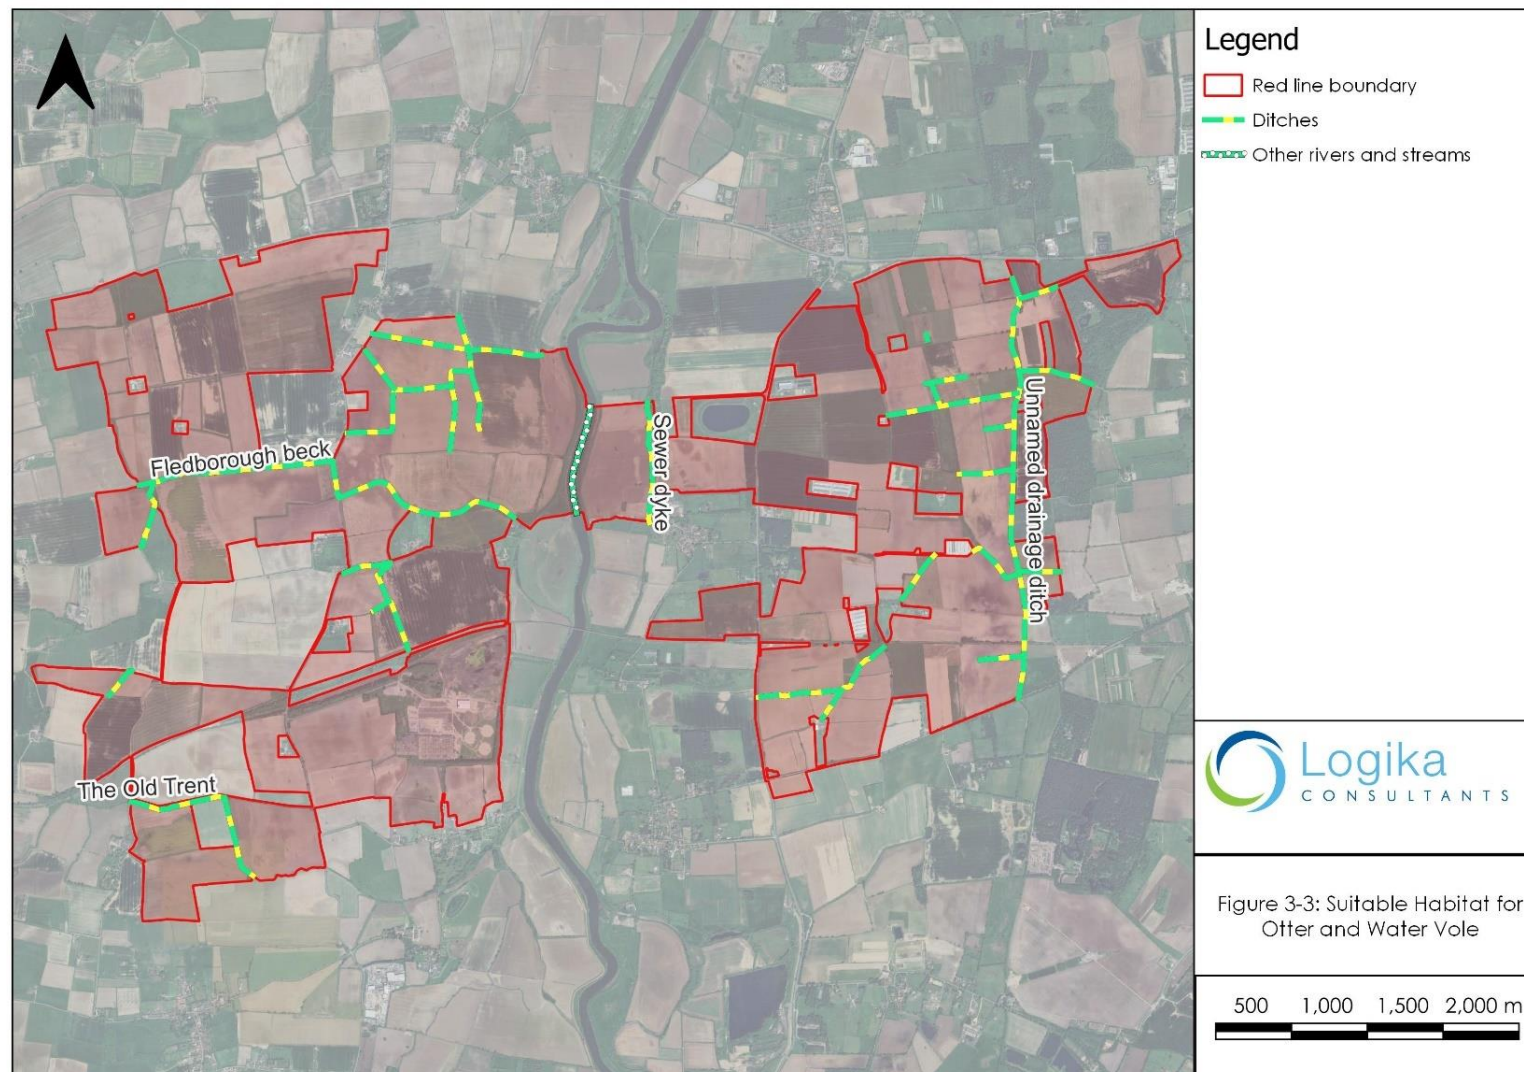 Legend
Red line boundary
Ditches
Other rivers and streams
Fledborough beck
Sewer dyke
Unnamed drainage ditch
The Old Trent
Logika
CONSULTANTS
Figure 3-3: Suitable Habitat for
Otter and Water Vole
500 1,000 1,500 2,000 m